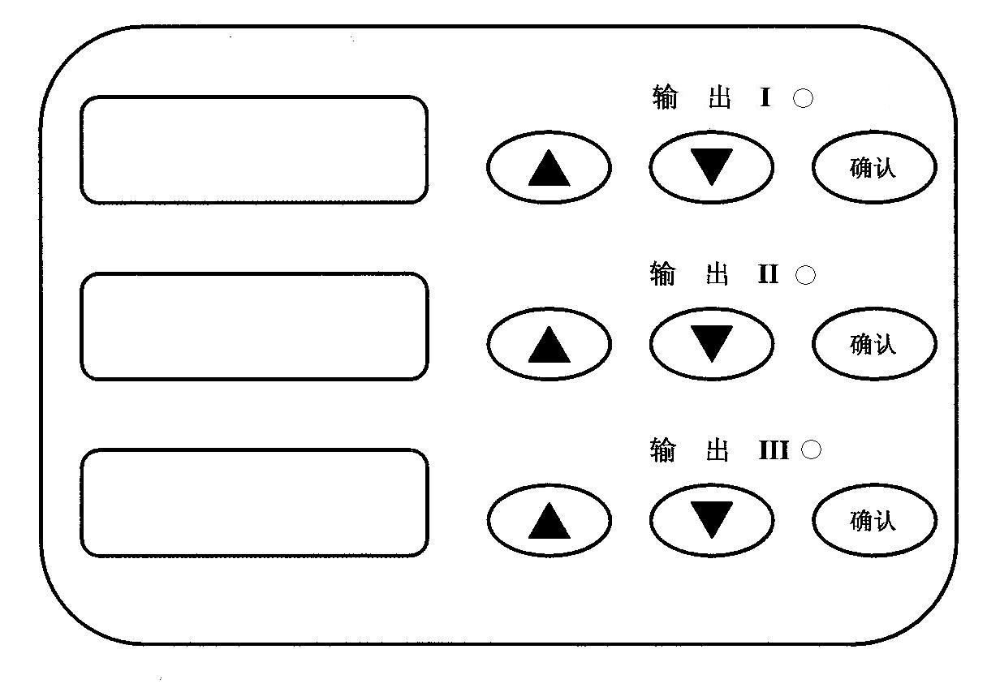 输 出 I
▲ ▼ 确认
输 出 II
▲ ▼ 确认
输 出 III
▲ ▼ 确认